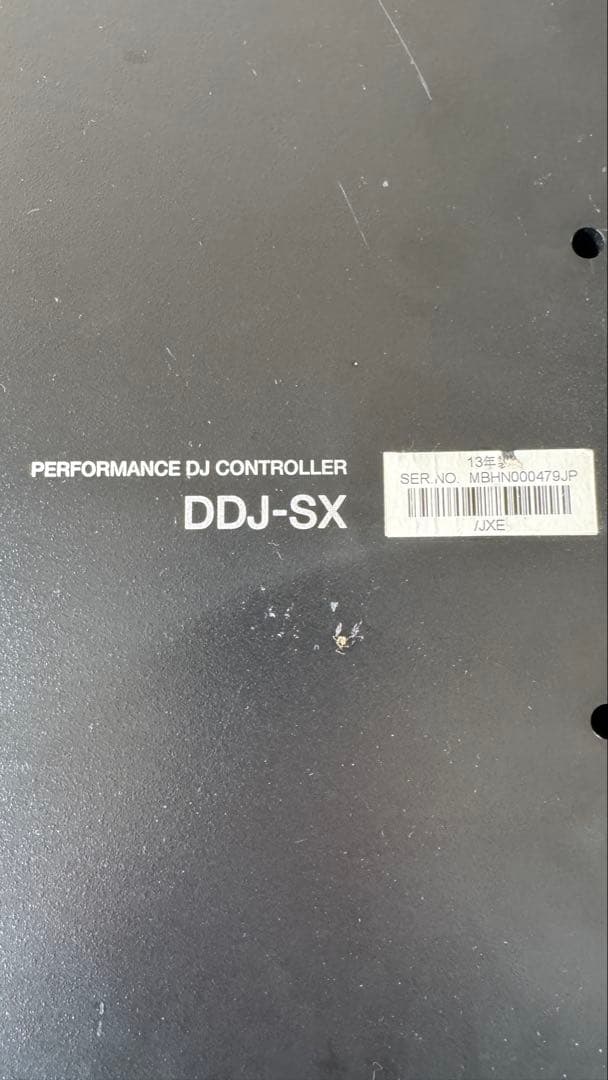 PERFORMANCE DJ CONTROLLER
DDJ-SX
13年
SER.NO. MBHN000479JP
/JXE